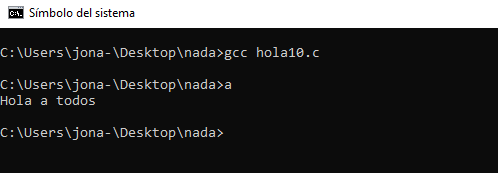 Símbolo del sistema
C:\Users\jona-\Desktop\nada>gcc hola10.c
C:\Users\jona-\Desktop\nada>a
Hola a todos
C:\Users\jona-\Desktop\nada>